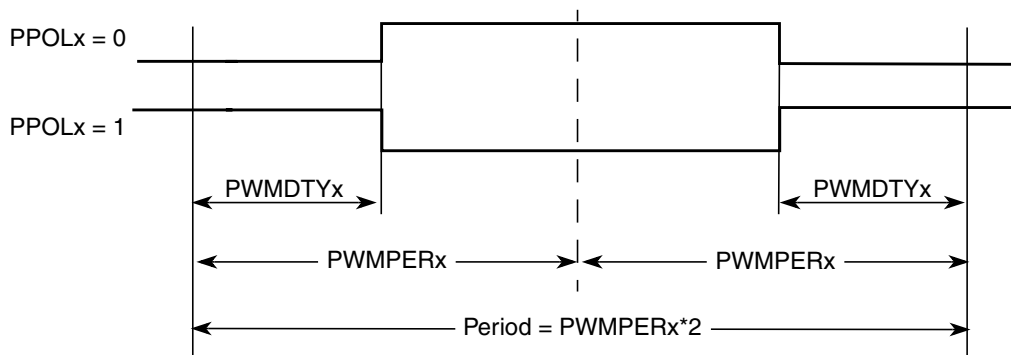 PPOLx = 0
PPOLx = 1
PWMDTYx
PWMDTYx
PWMPERx
PWMPERx
Period = PWMPERx*2